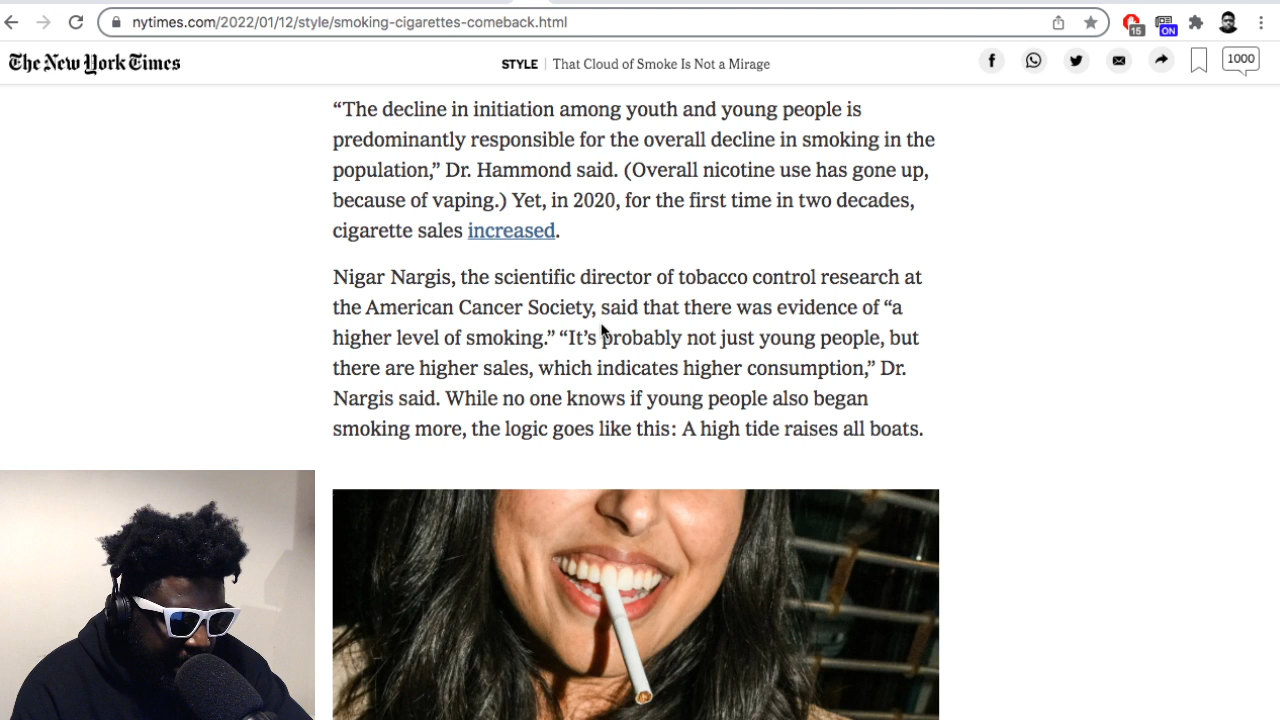 nytimes.com/2022/01/12/style/smoking-cigarettes-comeback.html
15
ON
The New York Times
STYLE | That Cloud of Smoke Is Not a Mirage
1000
“The decline in initiation among youth and young people is
predominantly responsible for the overall decline in smoking in the
population,” Dr. Hammond said. (Overall nicotine use has gone up,
because of vaping.) Yet, in 2020, for the first time in two decades,
cigarette sales increased.
Nigar Nargis, the scientific director of tobacco control research at
the American Cancer Society, said that there was evidence of “a
higher level of smoking.” “It’s probably not just young people, but
there are higher sales, which indicates higher consumption,” Dr.
Nargis said. While no one knows if young people also began
smoking more, the logic goes like this: A high tide raises all boats.